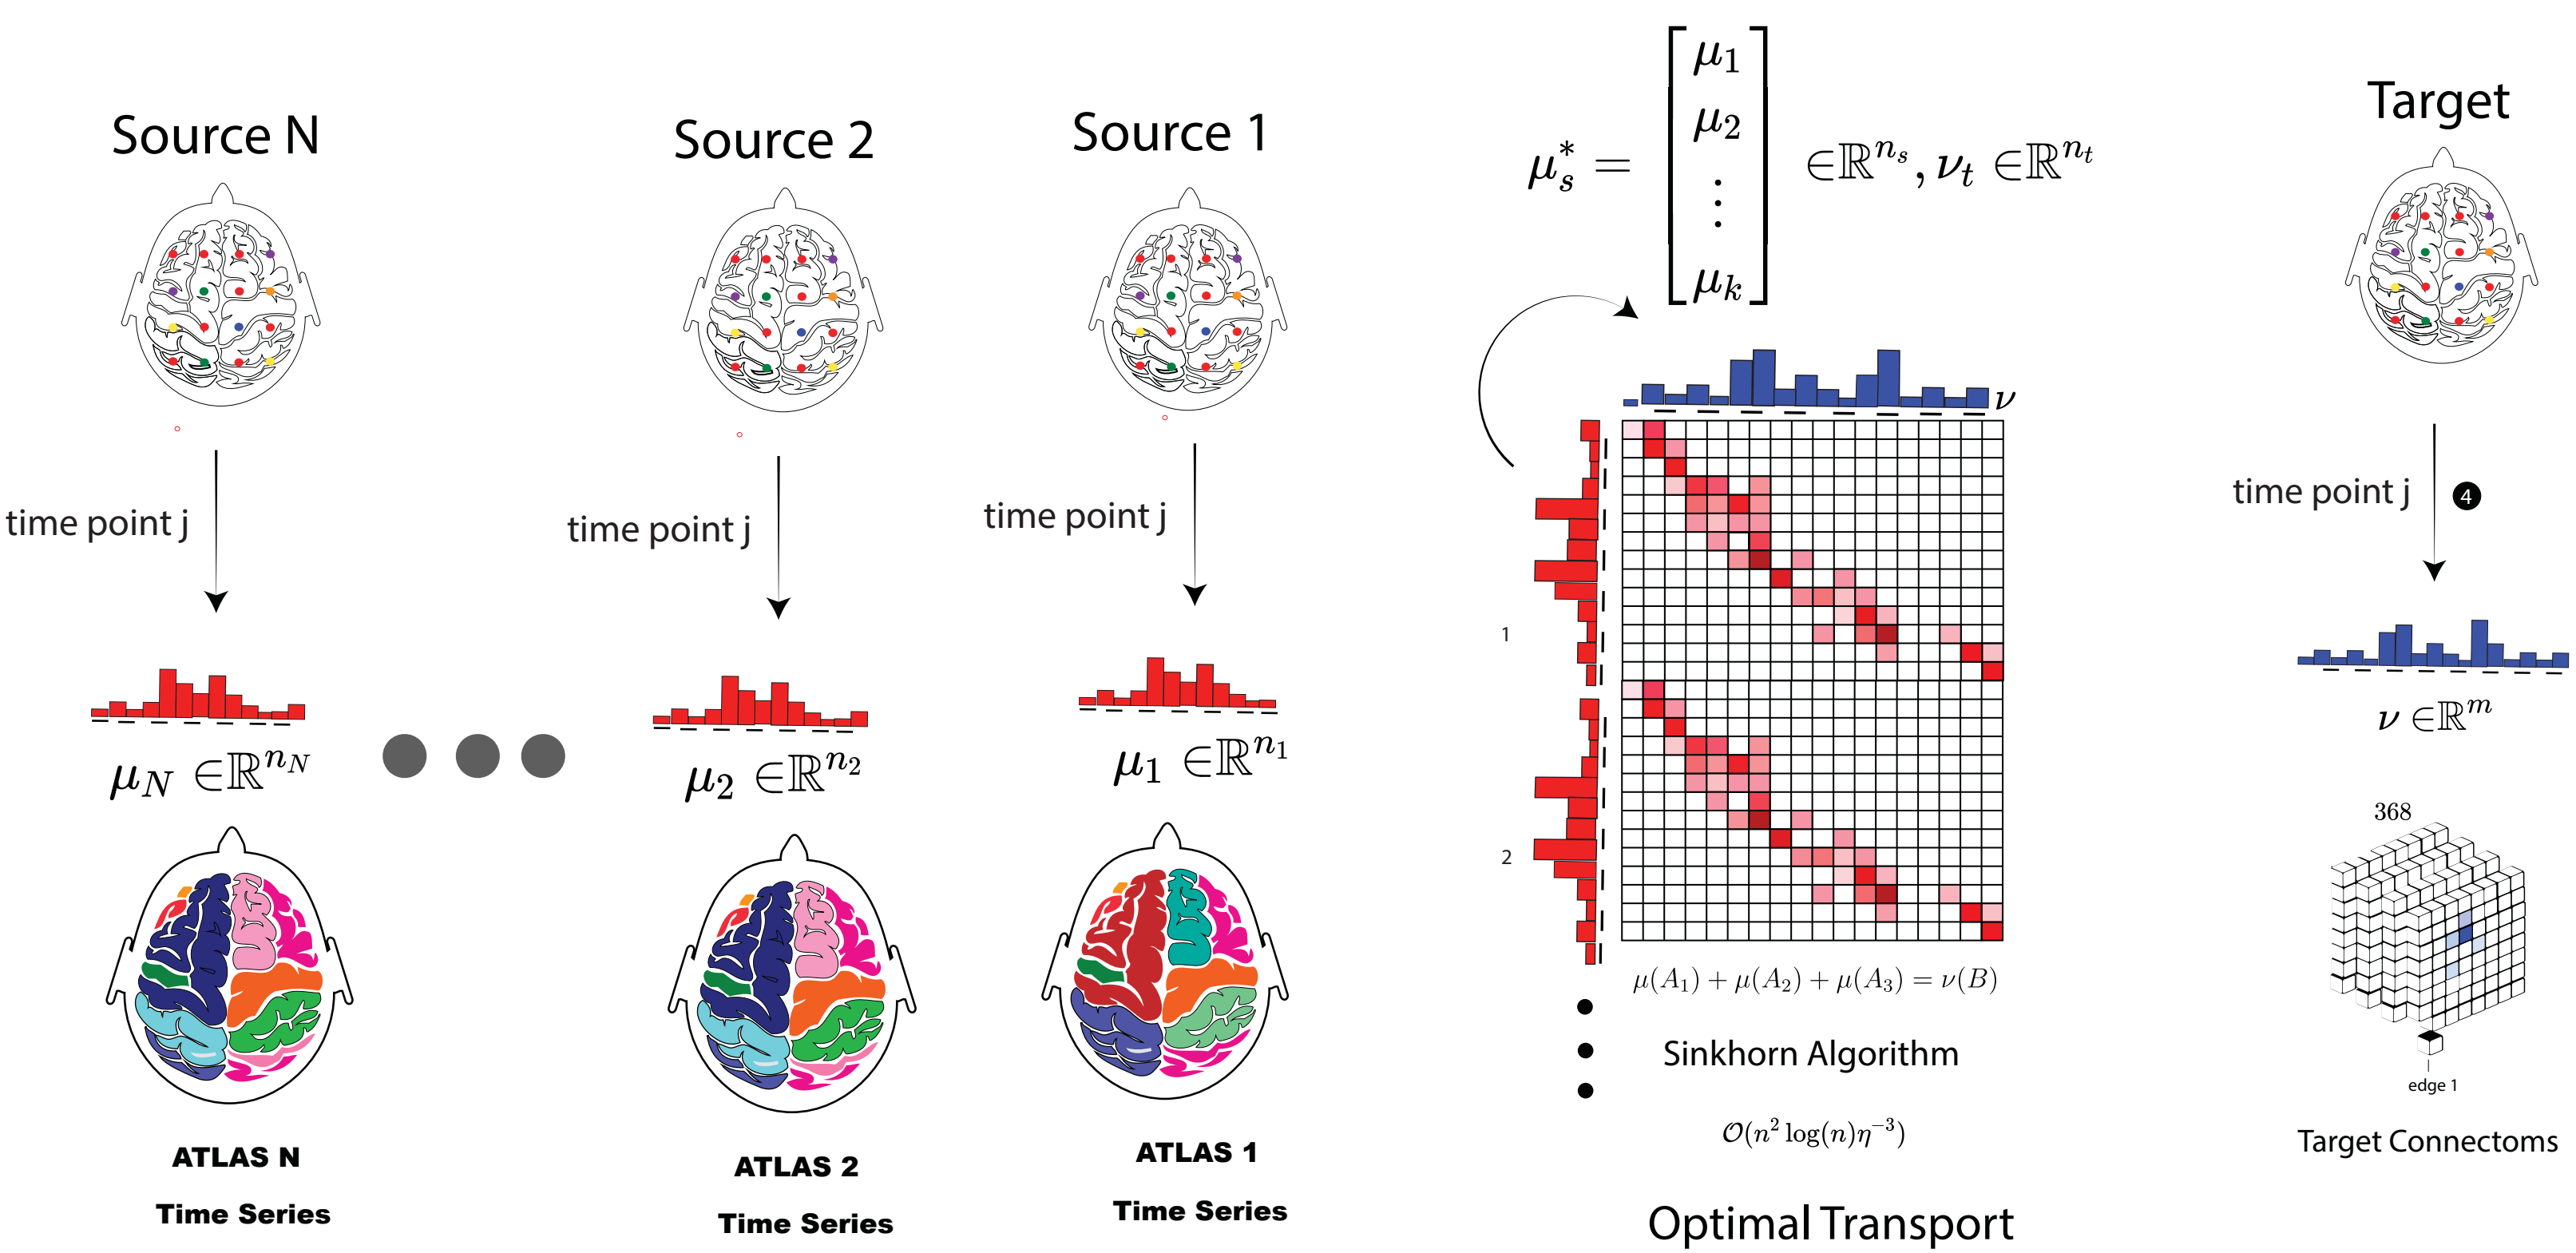 Source N
time point j
μ_N ∈ℝ^{n_N}
ATLAS N
Time Series
Source 2
time point j
μ_2 ∈ℝ^{n_2}
ATLAS 2
Time Series
Source 1
time point j
μ_1 ∈ℝ^{n_1}
ATLAS 1
Time Series
μ_s^* = [μ_1 μ_2 ⋮ μ_k] ∈ℝ^{n_s}, ν_t ∈ℝ^{n_t}
ν
1
2
μ(A_1) + μ(A_2) + μ(A_3) = ν(B)
Sinkhorn Algorithm
𝒪(n^2 log(n)η^{-3})
Optimal Transport
Target
time point j 4
ν ∈ℝ^m
368
edge 1
Target Connectoms